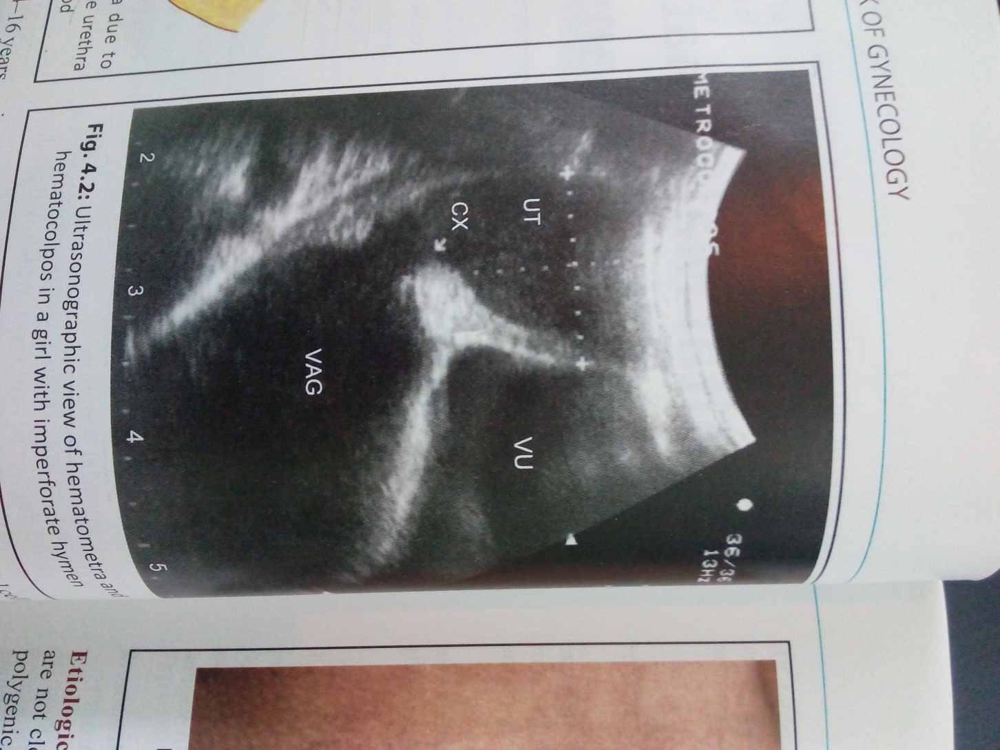 OF GYNECOLOGY
a due to
e urethra
od
–16 years
UT
CX
VAG
VU
36/36
13Hz
2
3
4
5
Fig. 4.2: Ultrasonographic view of hematometra and
hematocolpos in a girl with imperforate hymen
Etiologic
are not cl
polygenic,